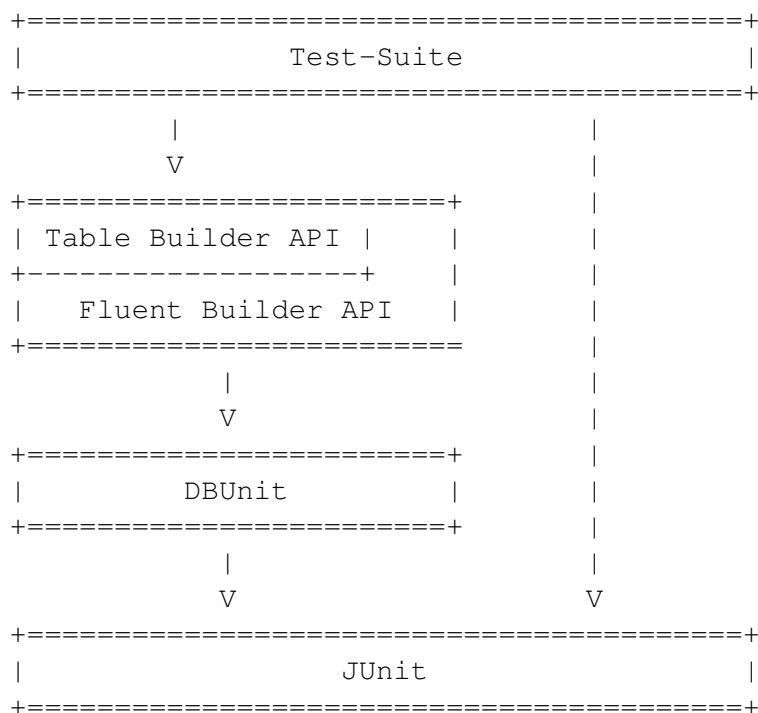 +=========================================+
|               Test-Suite                |
+=========================================+
         |                       |
         V                       |
+========================+       |
| Table Builder API |    |       |
+-------------------+    |       |
|   Fluent Builder API   |       |
+=========================       |
            |                    |
            V                    |
+========================+       |
|         DBUnit         |       |
+========================+       |
            |                    |
            V                    V
+=========================================+
|                  JUnit                  |
+=========================================+